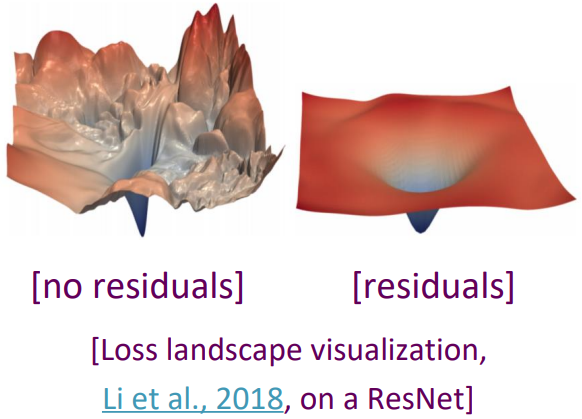 [no residuals] [residuals]
[Loss landscape visualization,
Li et al., 2018, on a ResNet]